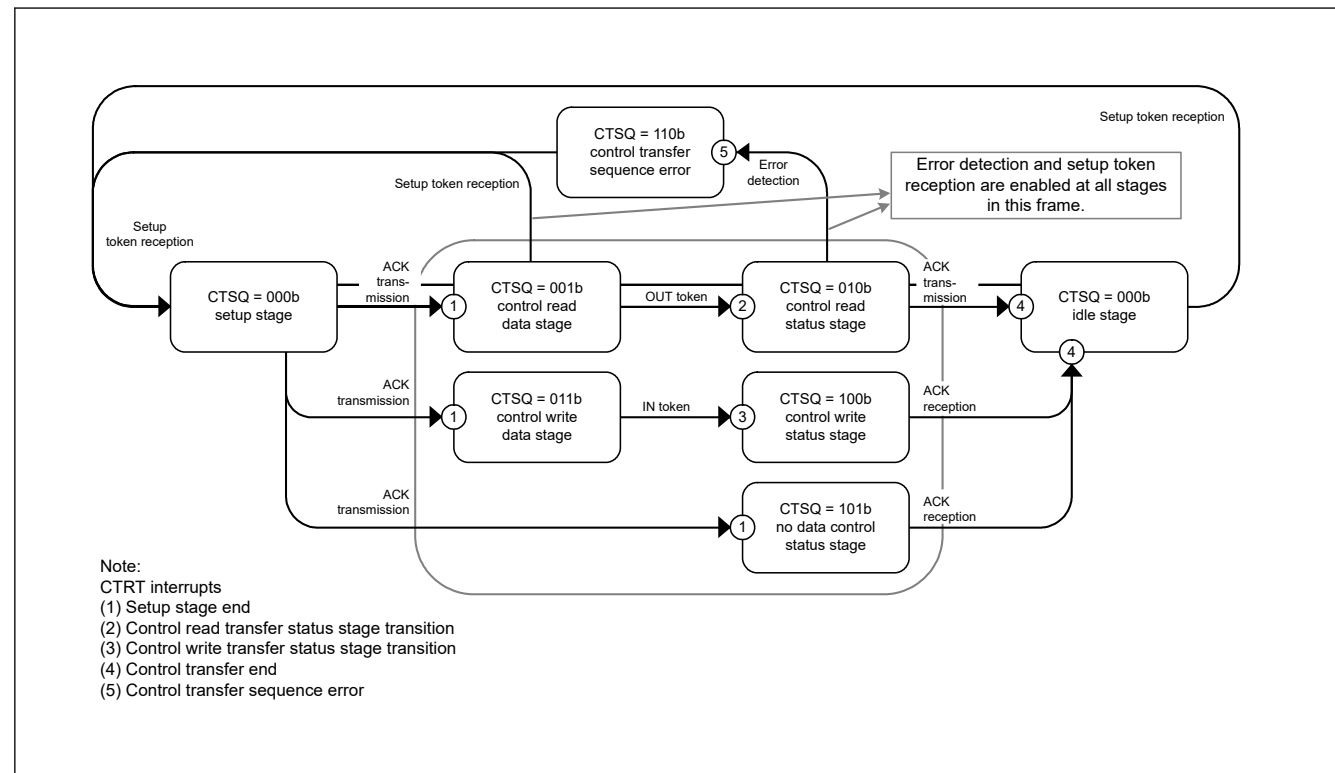 Setup token reception
CTSQ = 110b
control transfer
sequence error
5
Error
detection
Setup token reception
Error detection and setup token
reception are enabled at all stages
in this frame.
Setup
token reception
CTSQ = 000b
setup stage
ACK
trans-
mission
1
CTSQ = 001b
control read
data stage
OUT token
2
CTSQ = 010b
control read
status stage
ACK
trans-
mission
4
CTSQ = 000b
idle stage
4
ACK
transmission
1
CTSQ = 011b
control write
data stage
IN token
3
CTSQ = 100b
control write
status stage
ACK
reception
ACK
transmission
1
CTSQ = 101b
no data control
status stage
ACK
reception
Note:
CTRT interrupts
(1) Setup stage end
(2) Control read transfer status stage transition
(3) Control write transfer status stage transition
(4) Control transfer end
(5) Control transfer sequence error